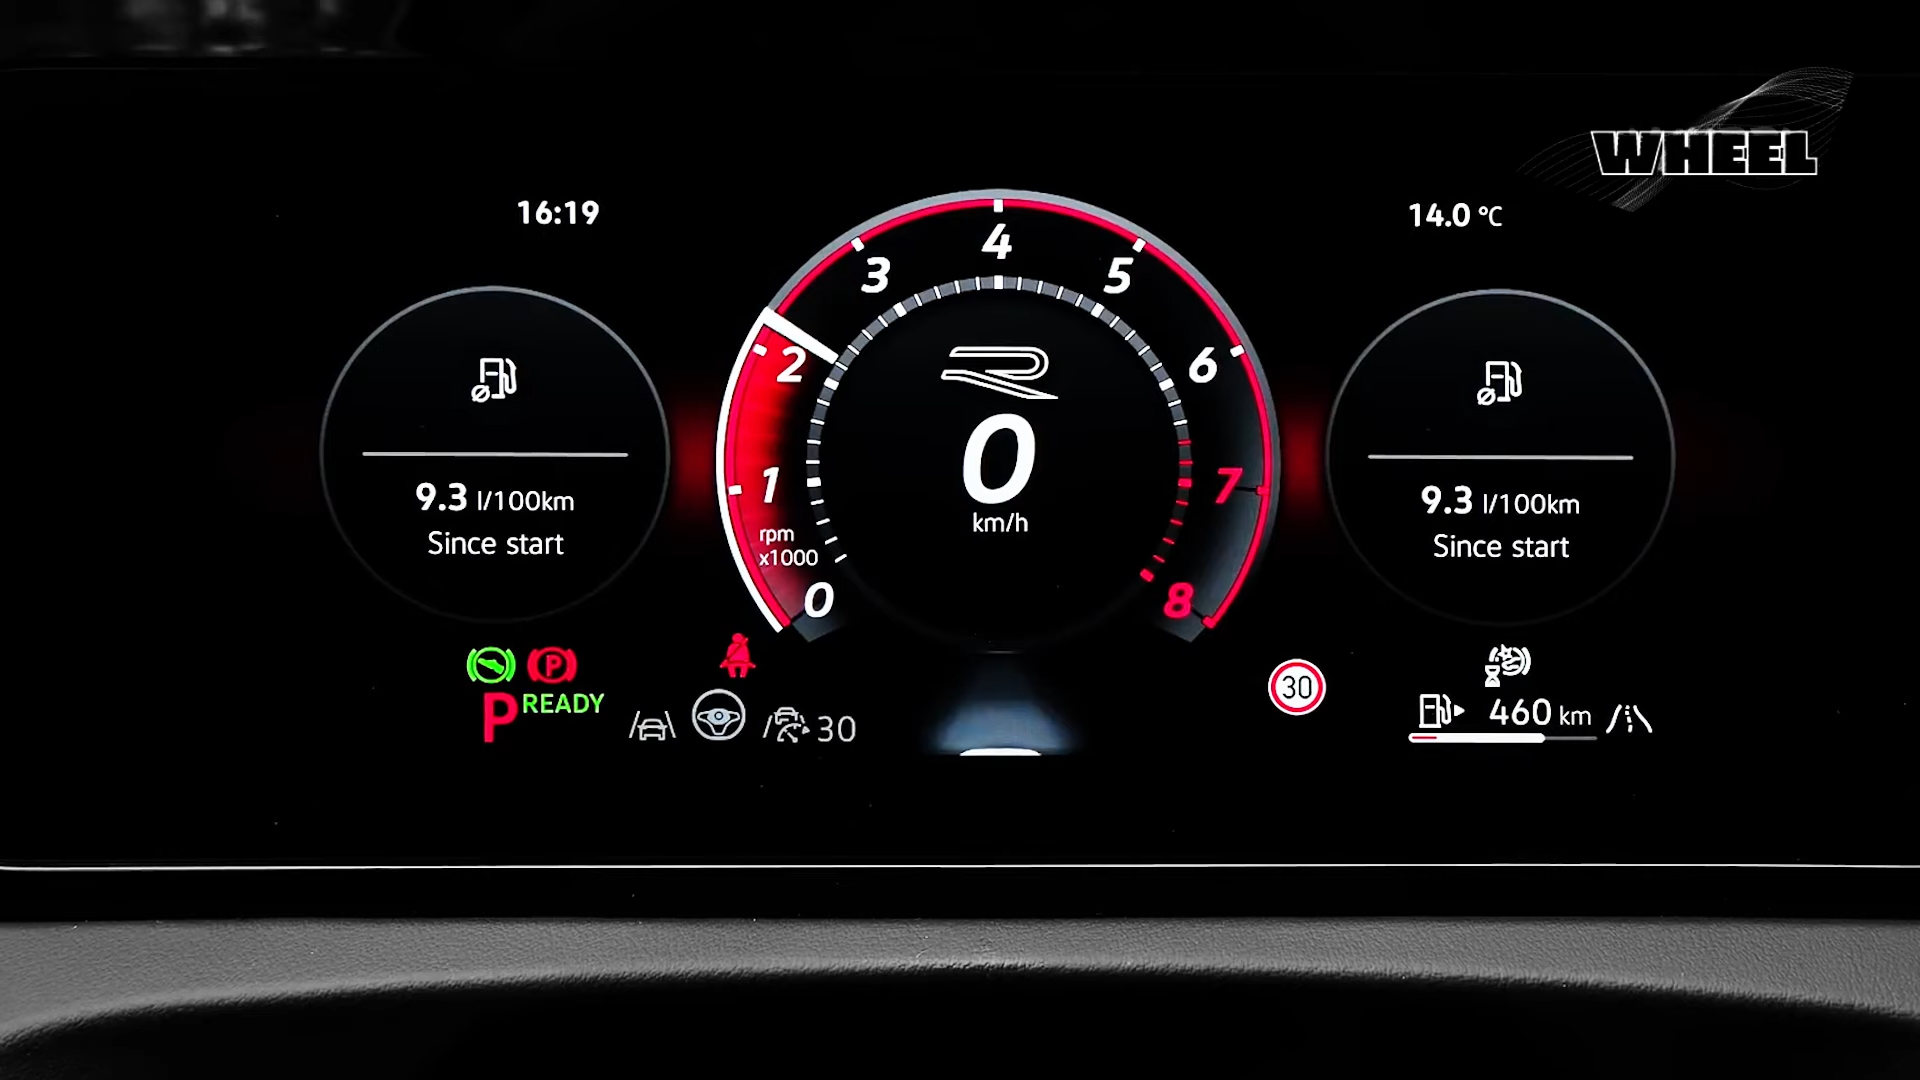 WHEEL
16:19
14.0 °C
4
3
5
2
6
1
7
rpm
x1000
0
8
R
0
km/h
9.3 l/100km
Since start
9.3 l/100km
Since start
P
P READY
30
30
460 km